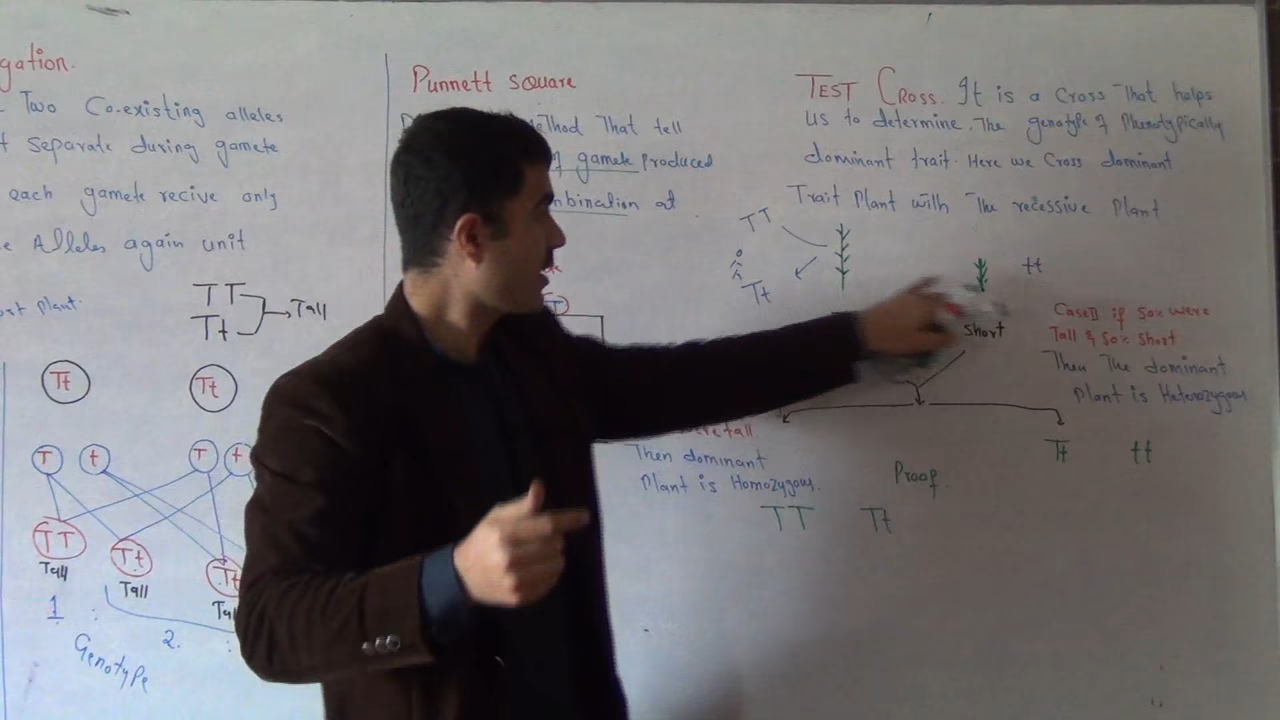 gation.
Two Co-existing alleles
separate during gamete
each gamete recive only
Alleles again unit
TT
Tt
Tall
Plant
Tt
Tt
T
t
T
t
TT
Tt
Tt
Tall
Tall
1 :
2. :
Genotype
Punnett square
That tell
gamete produced
at
TEST CROSS. It is a Cross That helps
us to determine. The genotype of Phenotypically
dominant trait. Here we Cross dominant
Trait Plant with The recessive Plant
TT
Tt
tt
Short
Case II if 50% were
Tall & 50% short
Then The dominant
Plant is Heterozygous
tall.
Then dominant
Plant is Homozygous.
Proof.
TT Tt
Tt tt